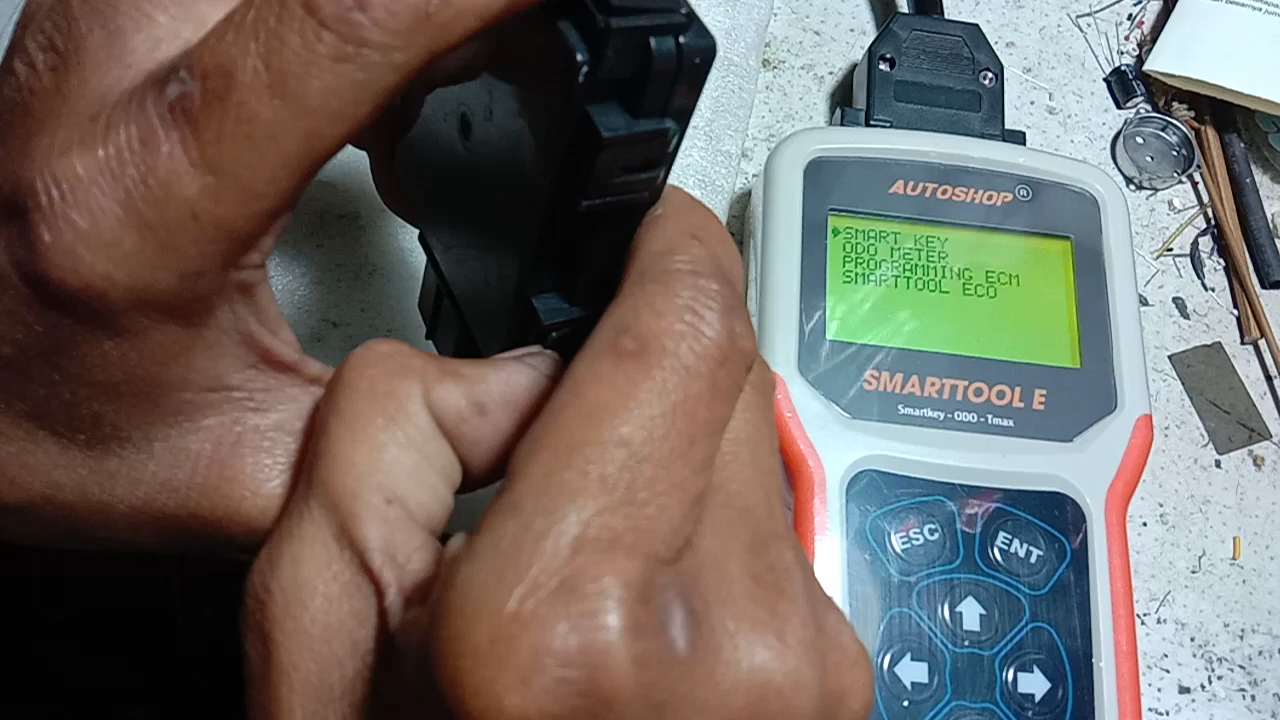 AUTOSHOP®
SMART KEY
ODO METER
PROGRAMMING ECM
SMARTTOOL ECO
SMARTTOOL E
Smartkey - ODO - Tmax
ESC
ENT